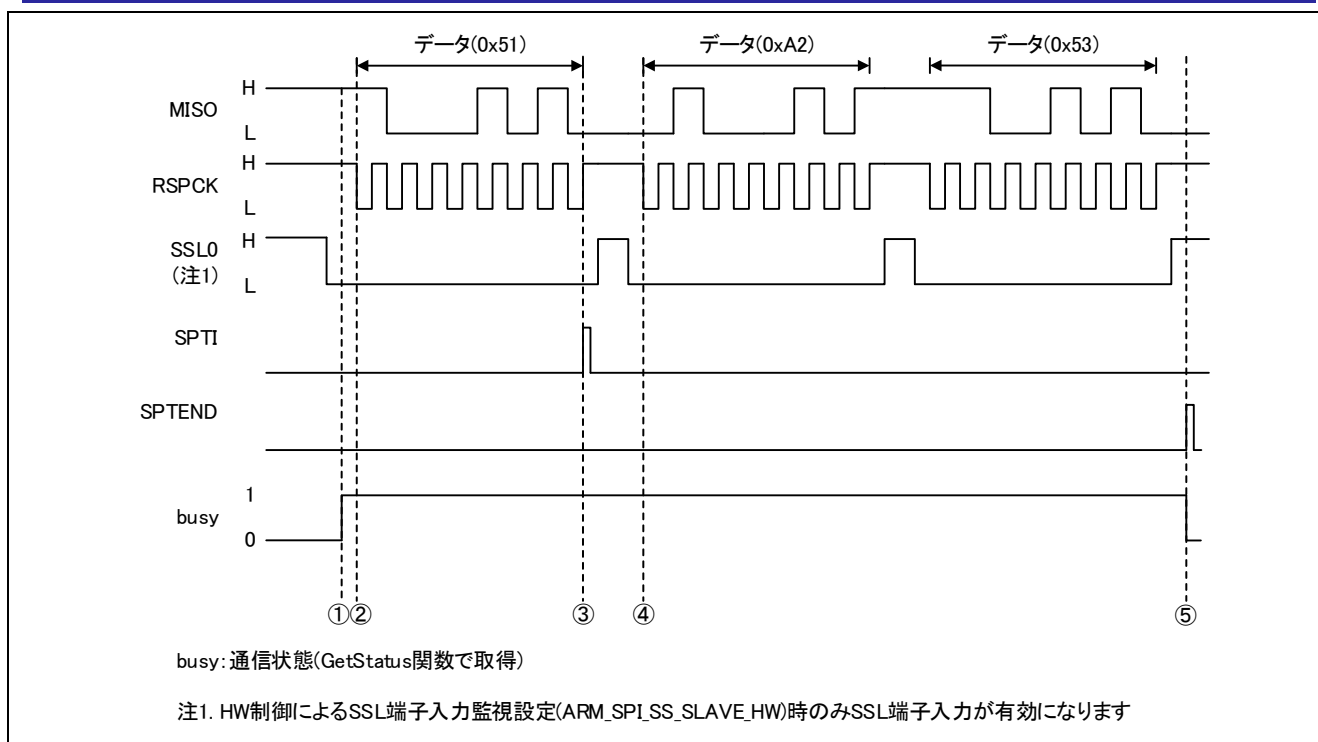 データ(0x51)
データ(0xA2)
データ(0x53)
H
MISO
L
H
RSPCK
L
H
SSL0
(注1)
L
SPTI
SPTEND
1
busy
0
①②
③
④
⑤
busy:通信状態(GetStatus関数で取得)
注1. HW制御によるSSL端子入力監視設定(ARM_SPI_SS_SLAVE_HW)時のみSSL端子入力が有効になります